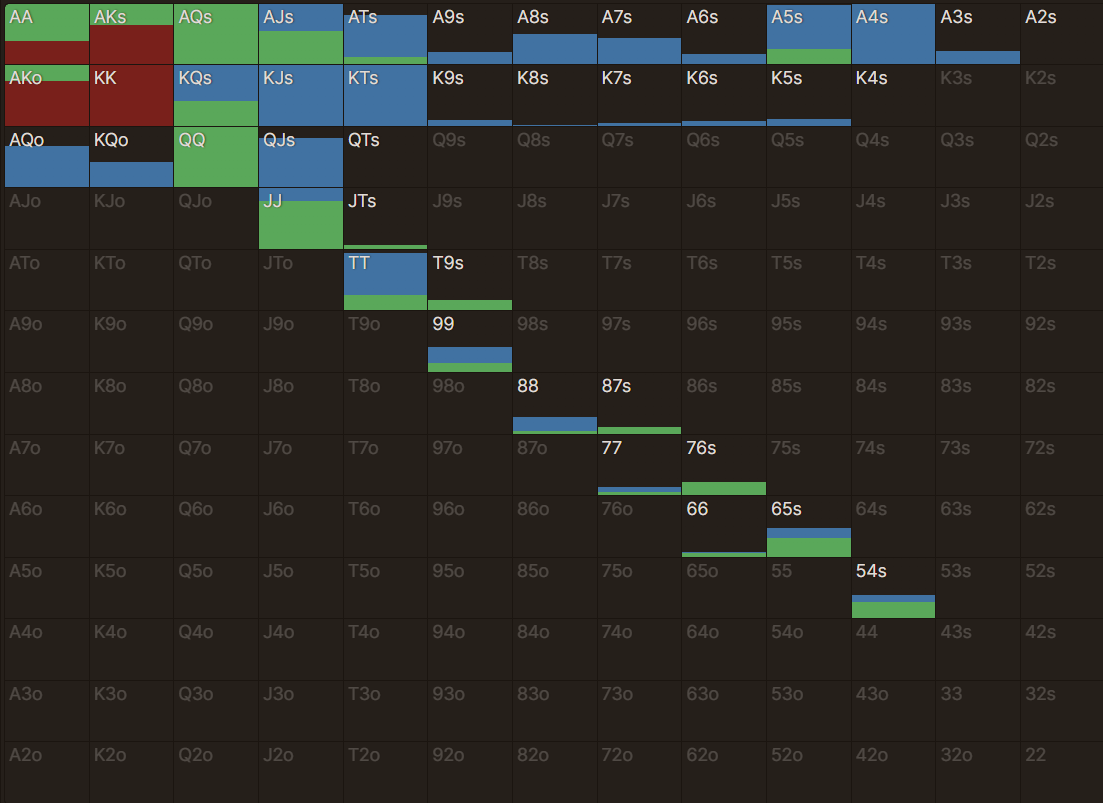 AA AKs AQs AJs ATs A9s A8s A7s A6s A5s A4s A3s A2s
AKo KK KQs KJs KTs K9s K8s K7s K6s K5s K4s K3s K2s
AQo KQo QQ QJs QTs Q9s Q8s Q7s Q6s Q5s Q4s Q3s Q2s
AJo KJo QJo JJ JTs J9s J8s J7s J6s J5s J4s J3s J2s
ATo KTo QTo JTo TT T9s T8s T7s T6s T5s T4s T3s T2s
A9o K9o Q9o J9o T9o 99 98s 97s 96s 95s 94s 93s 92s
A8o K8o Q8o J8o T8o 98o 88 87s 86s 85s 84s 83s 82s
A7o K7o Q7o J7o T7o 97o 87o 77 76s 75s 74s 73s 72s
A6o K6o Q6o J6o T6o 96o 86o 76o 66 65s 64s 63s 62s
A5o K5o Q5o J5o T5o 95o 85o 75o 65o 55 54s 53s 52s
A4o K4o Q4o J4o T4o 94o 84o 74o 64o 54o 44 43s 42s
A3o K3o Q3o J3o T3o 93o 83o 73o 63o 53o 43o 33 32s
A2o K2o Q2o J2o T2o 92o 82o 72o 62o 52o 42o 32o 22